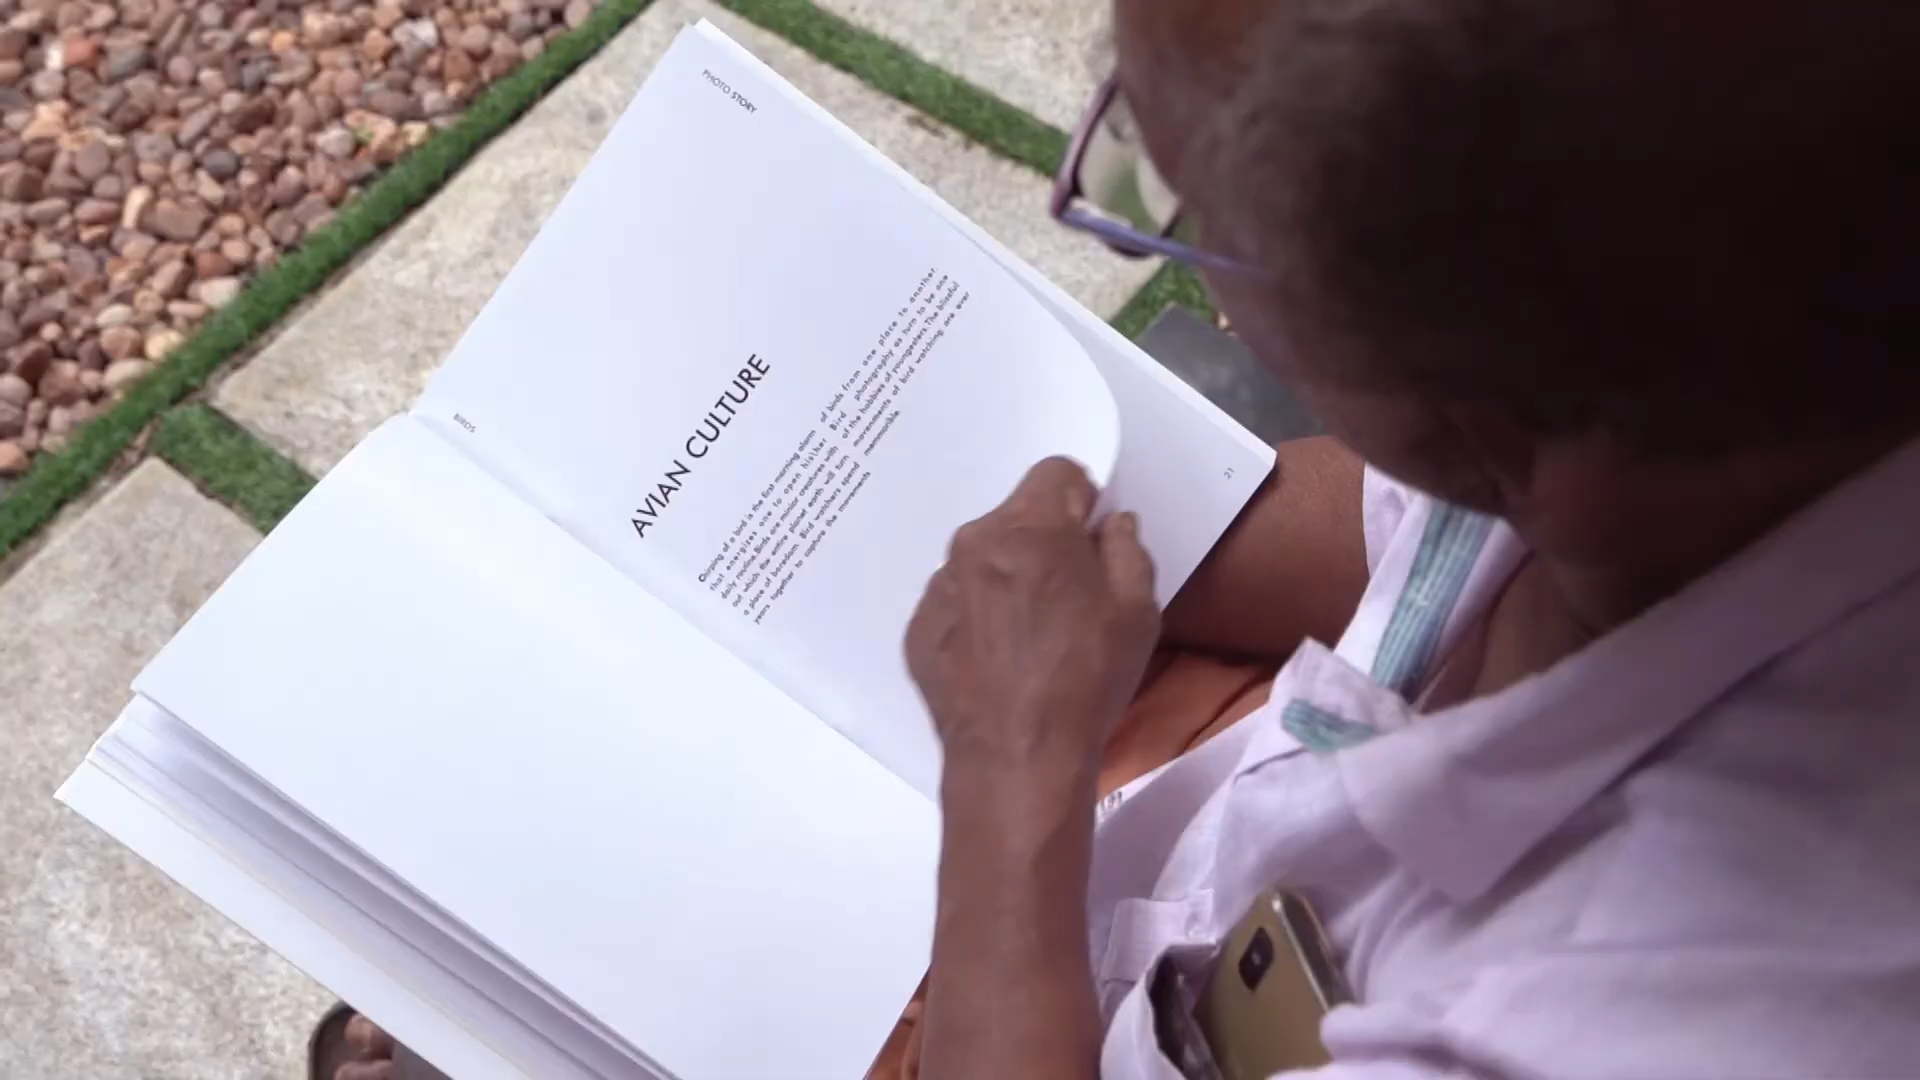 PHOTO STORY
BIRDS
AVIAN CULTURE
Chirping of a bird is the first morning alarm of birds from one place to another.
that energizes one to open his\her Bird photography as turn to be one
daily routine.Birds are minior creatures with of the hobbies of youngesters.The blissful
out which the entire planet earth will turn movements of bird watching, are ever
a place of boredom. Bird watchers spend memmorible.
years together to capture the movements
21